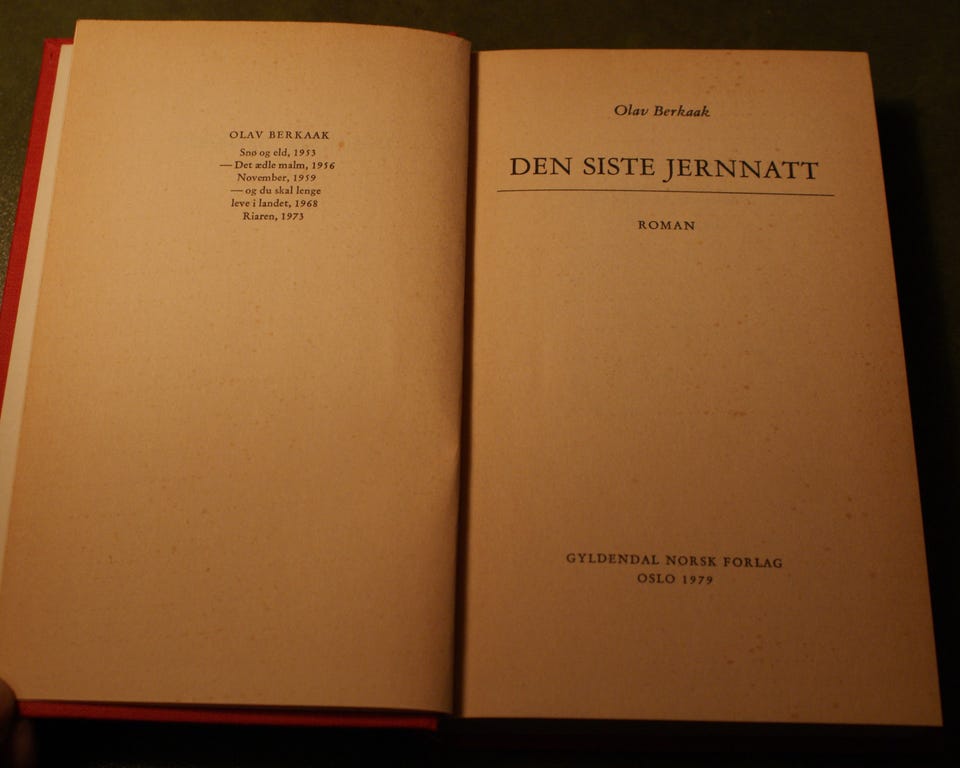 OLAV BERKAAK
Snø og eld, 1953
— Det ædle malm, 1956
November, 1959
— og du skal lenge
leve i landet, 1968
Riaren, 1973
Olav Berkaak
DEN SISTE JERNNATT
ROMAN
GYLDENDAL NORSK FORLAG
OSLO 1979